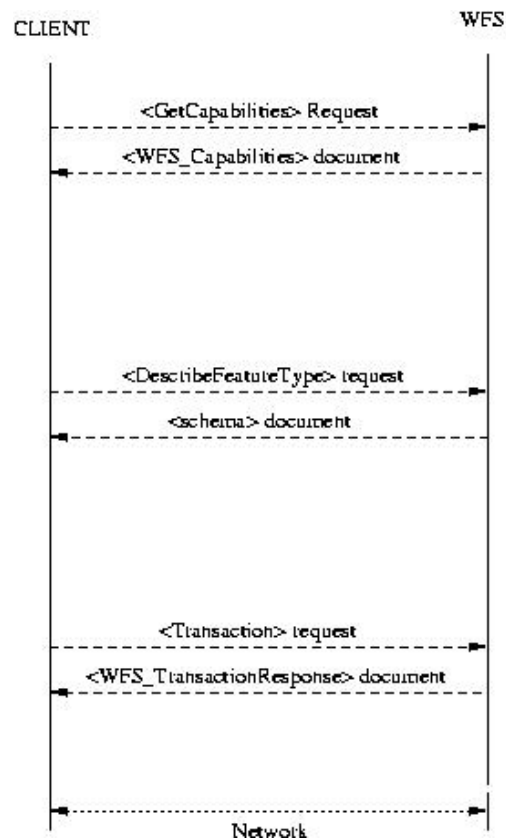 CLIENT
WFS
<GetCapabilities> Request
<WFS_Capabilities> document
<DescribeFeatureType> request
<schema> document
<Transaction> request
<WFS_TransactionResponse> document
Network